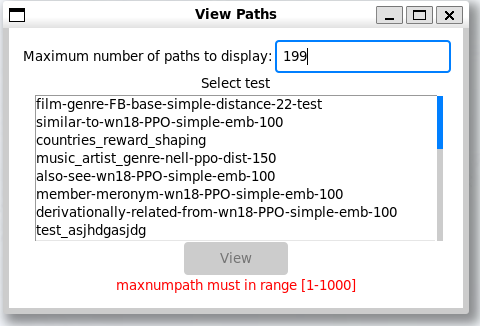 View Paths
Maximum number of paths to display: 199
Select test
film-genre-FB-base-simple-distance-22-test
similar-to-wn18-PPO-simple-emb-100
countries_reward_shaping
music_artist_genre-nell-ppo-dist-150
also-see-wn18-PPO-simple-emb-100
member-meronym-wn18-PPO-simple-emb-100
derivationally-related-from-wn18-PPO-simple-emb-100
test_asjhdgasjdg
View
maxnumpath must in range [1-1000]